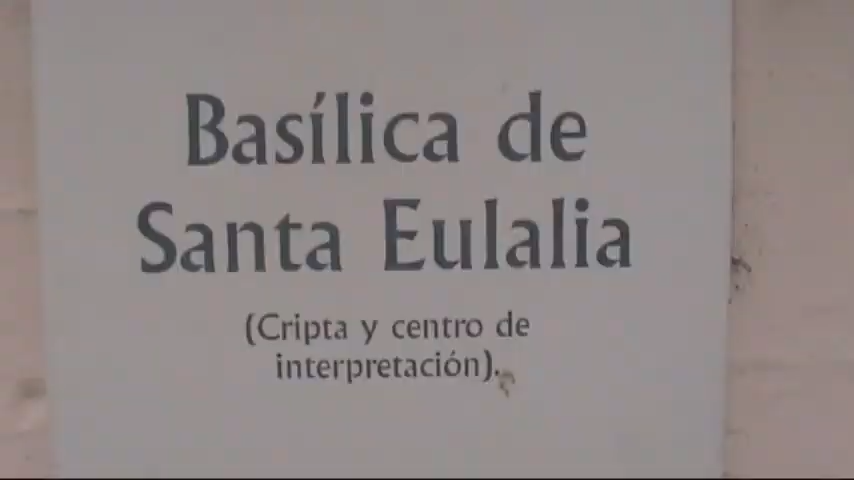 Basílica de
Santa Eulalia
(Cripta y centro de
interpretación).